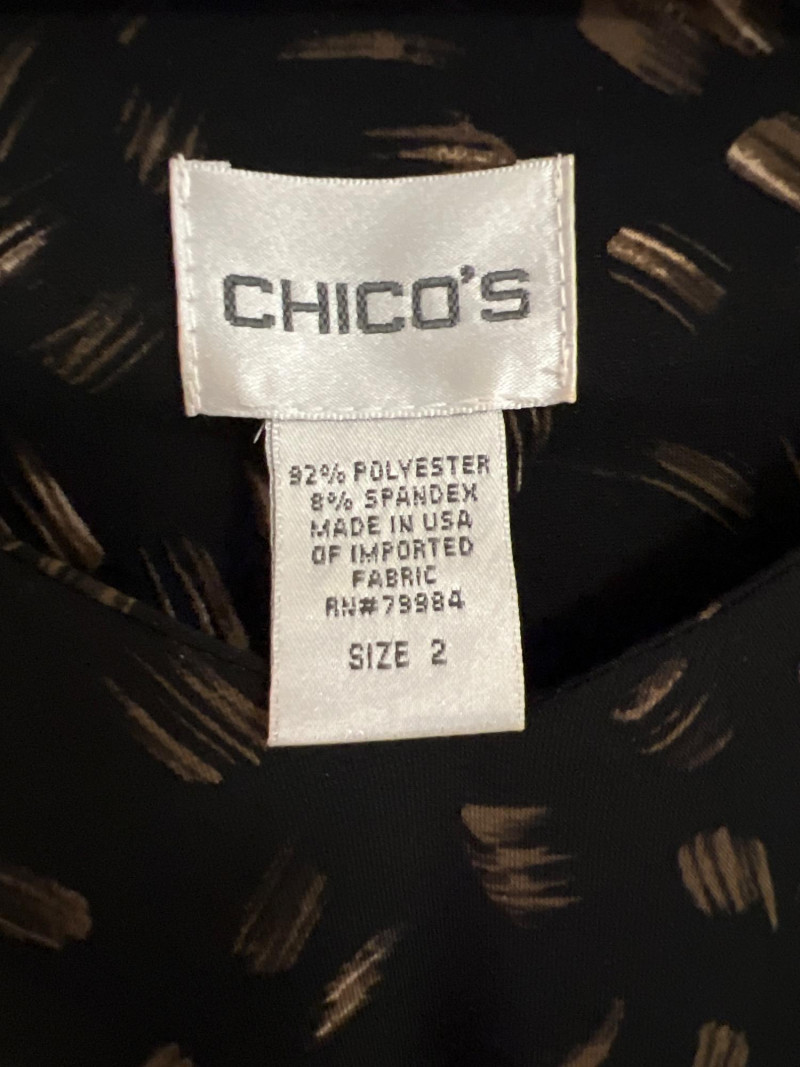 CHICO'S
92% POLYESTER
8% SPANDEX
MADE IN USA
OF IMPORTED
FABRIC
RN#79984
SIZE 2